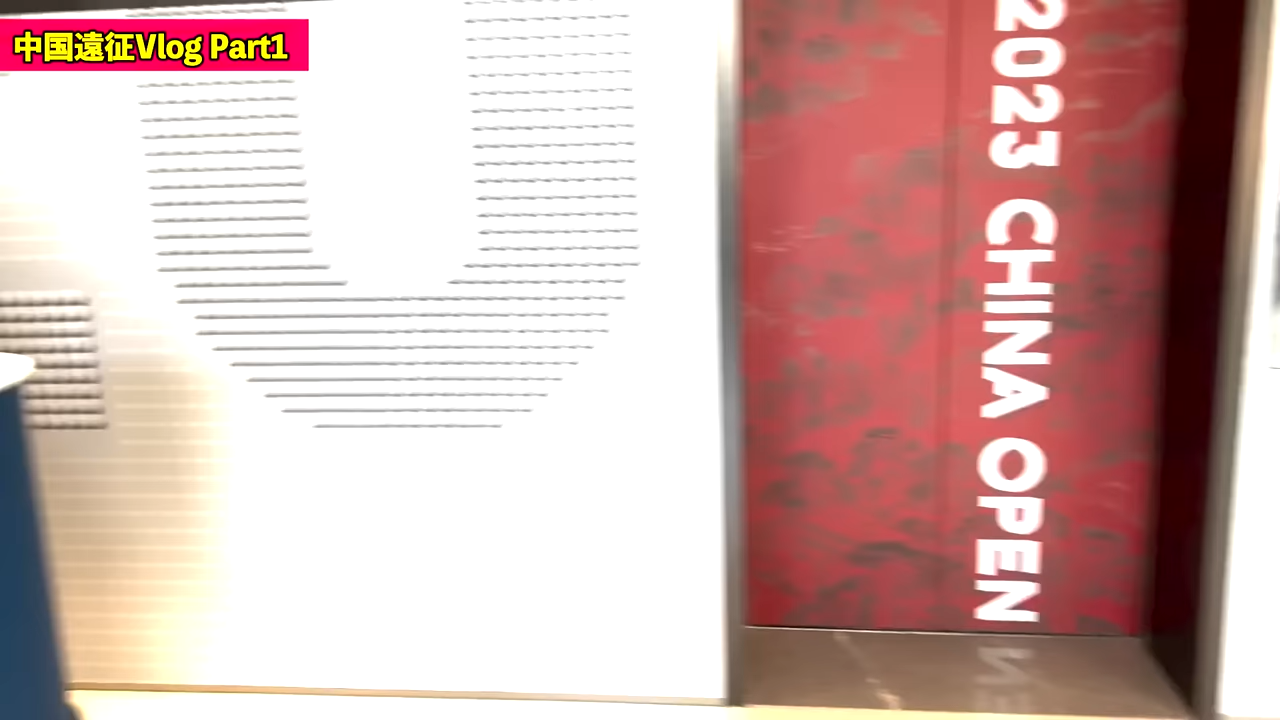 中国遠征Vlog Part1
2023 CHINA OPEN